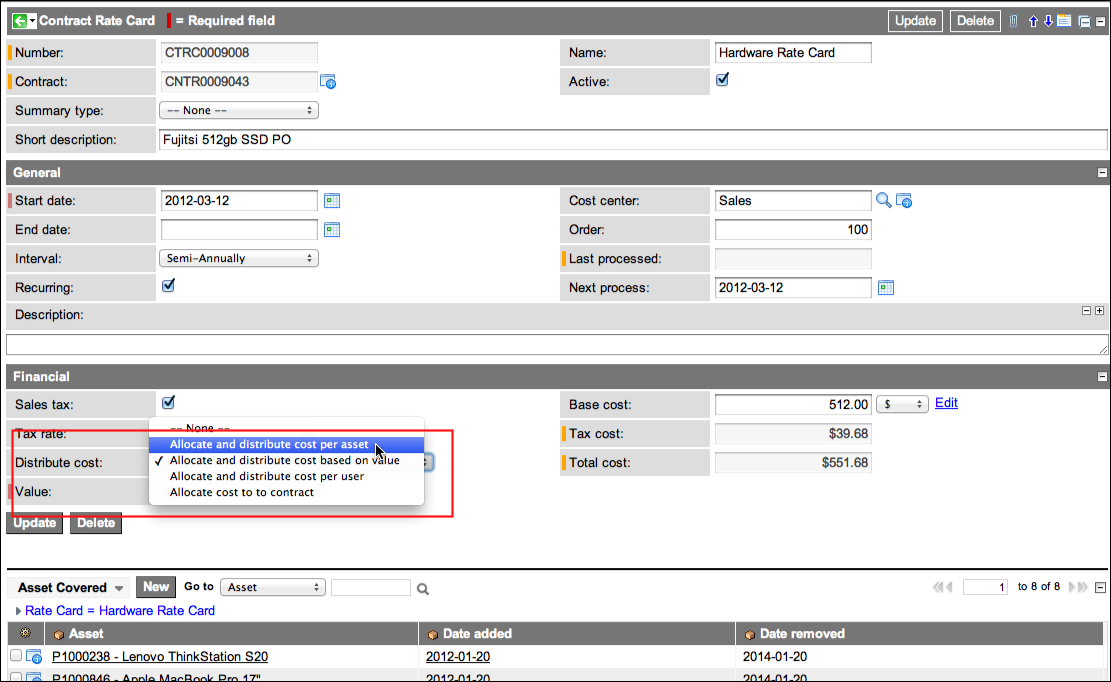 Contract Rate Card = Required field Update Delete
Number: CTRC0009008 Name: Hardware Rate Card
Contract: CNTR0009043 Active:
Summary type: -- None --
Short description: Fujitsi 512gb SSD PO
General
Start date: 2012-03-12 Cost center: Sales
End date: Order: 100
Interval: Semi-Annually Last processed:
Recurring: Next process: 2012-03-12
Description:
Financial
Sales tax: Base cost: 512.00 $ Edit
-- None --
Tax rate: Tax cost: $39.68
Allocate and distribute cost per asset
Distribute cost: Allocate and distribute cost based on value Total cost: $551.68
Allocate and distribute cost per user
Value: Allocate cost to to contract
Update Delete
Asset Covered New Go to Asset 1 to 8 of 8
Rate Card = Hardware Rate Card
Asset Date added Date removed
P1000238 - Lenovo ThinkStation S20 2012-01-20 2014-01-20
P1000846 - Apple MacBook Pro 17" 2012-01-20 2014-01-20